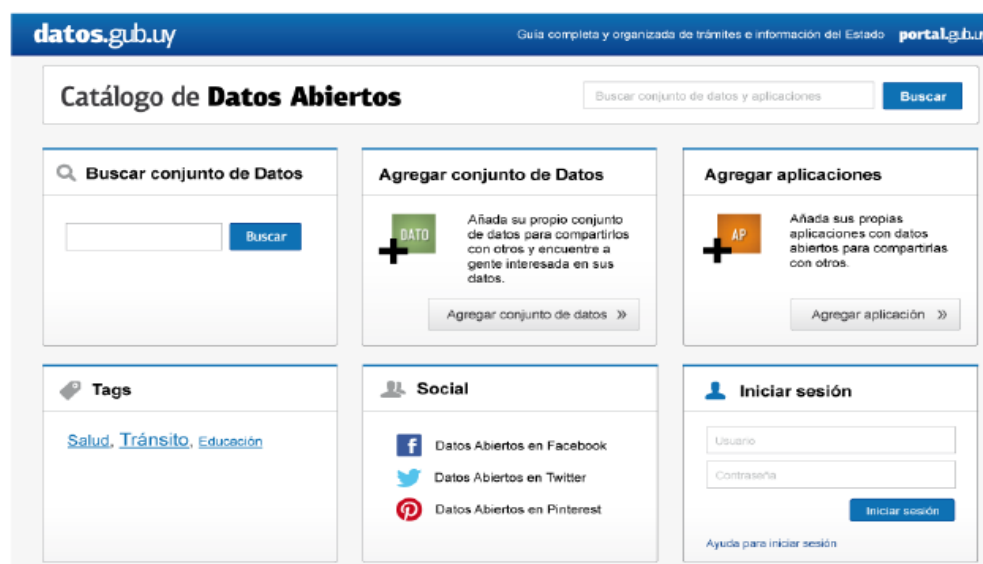 datos.gub.uy
Guía completa y organizada de trámites e información del Estado portal.gub.uy
Catálogo de Datos Abiertos
Buscar conjunto de datos y aplicaciones
Buscar
Buscar conjunto de Datos
Buscar
Agregar conjunto de Datos
DATO
Añada su propio conjunto
de datos para compartirlos
con otros y encuentre a
gente interesada en sus
datos.
Agregar conjunto de datos »
Agregar aplicaciones
AP
Añada sus propias
aplicaciones con datos
abiertos para compartirlas
con otros.
Agregar aplicación »
Tags
Salud, Tránsito, Educación
Social
Datos Abiertos en Facebook
Datos Abiertos en Twitter
Datos Abiertos en Pinterest
Iniciar sesión
Usuario
Contraseña
Iniciar sesión
Ayuda para iniciar sesión